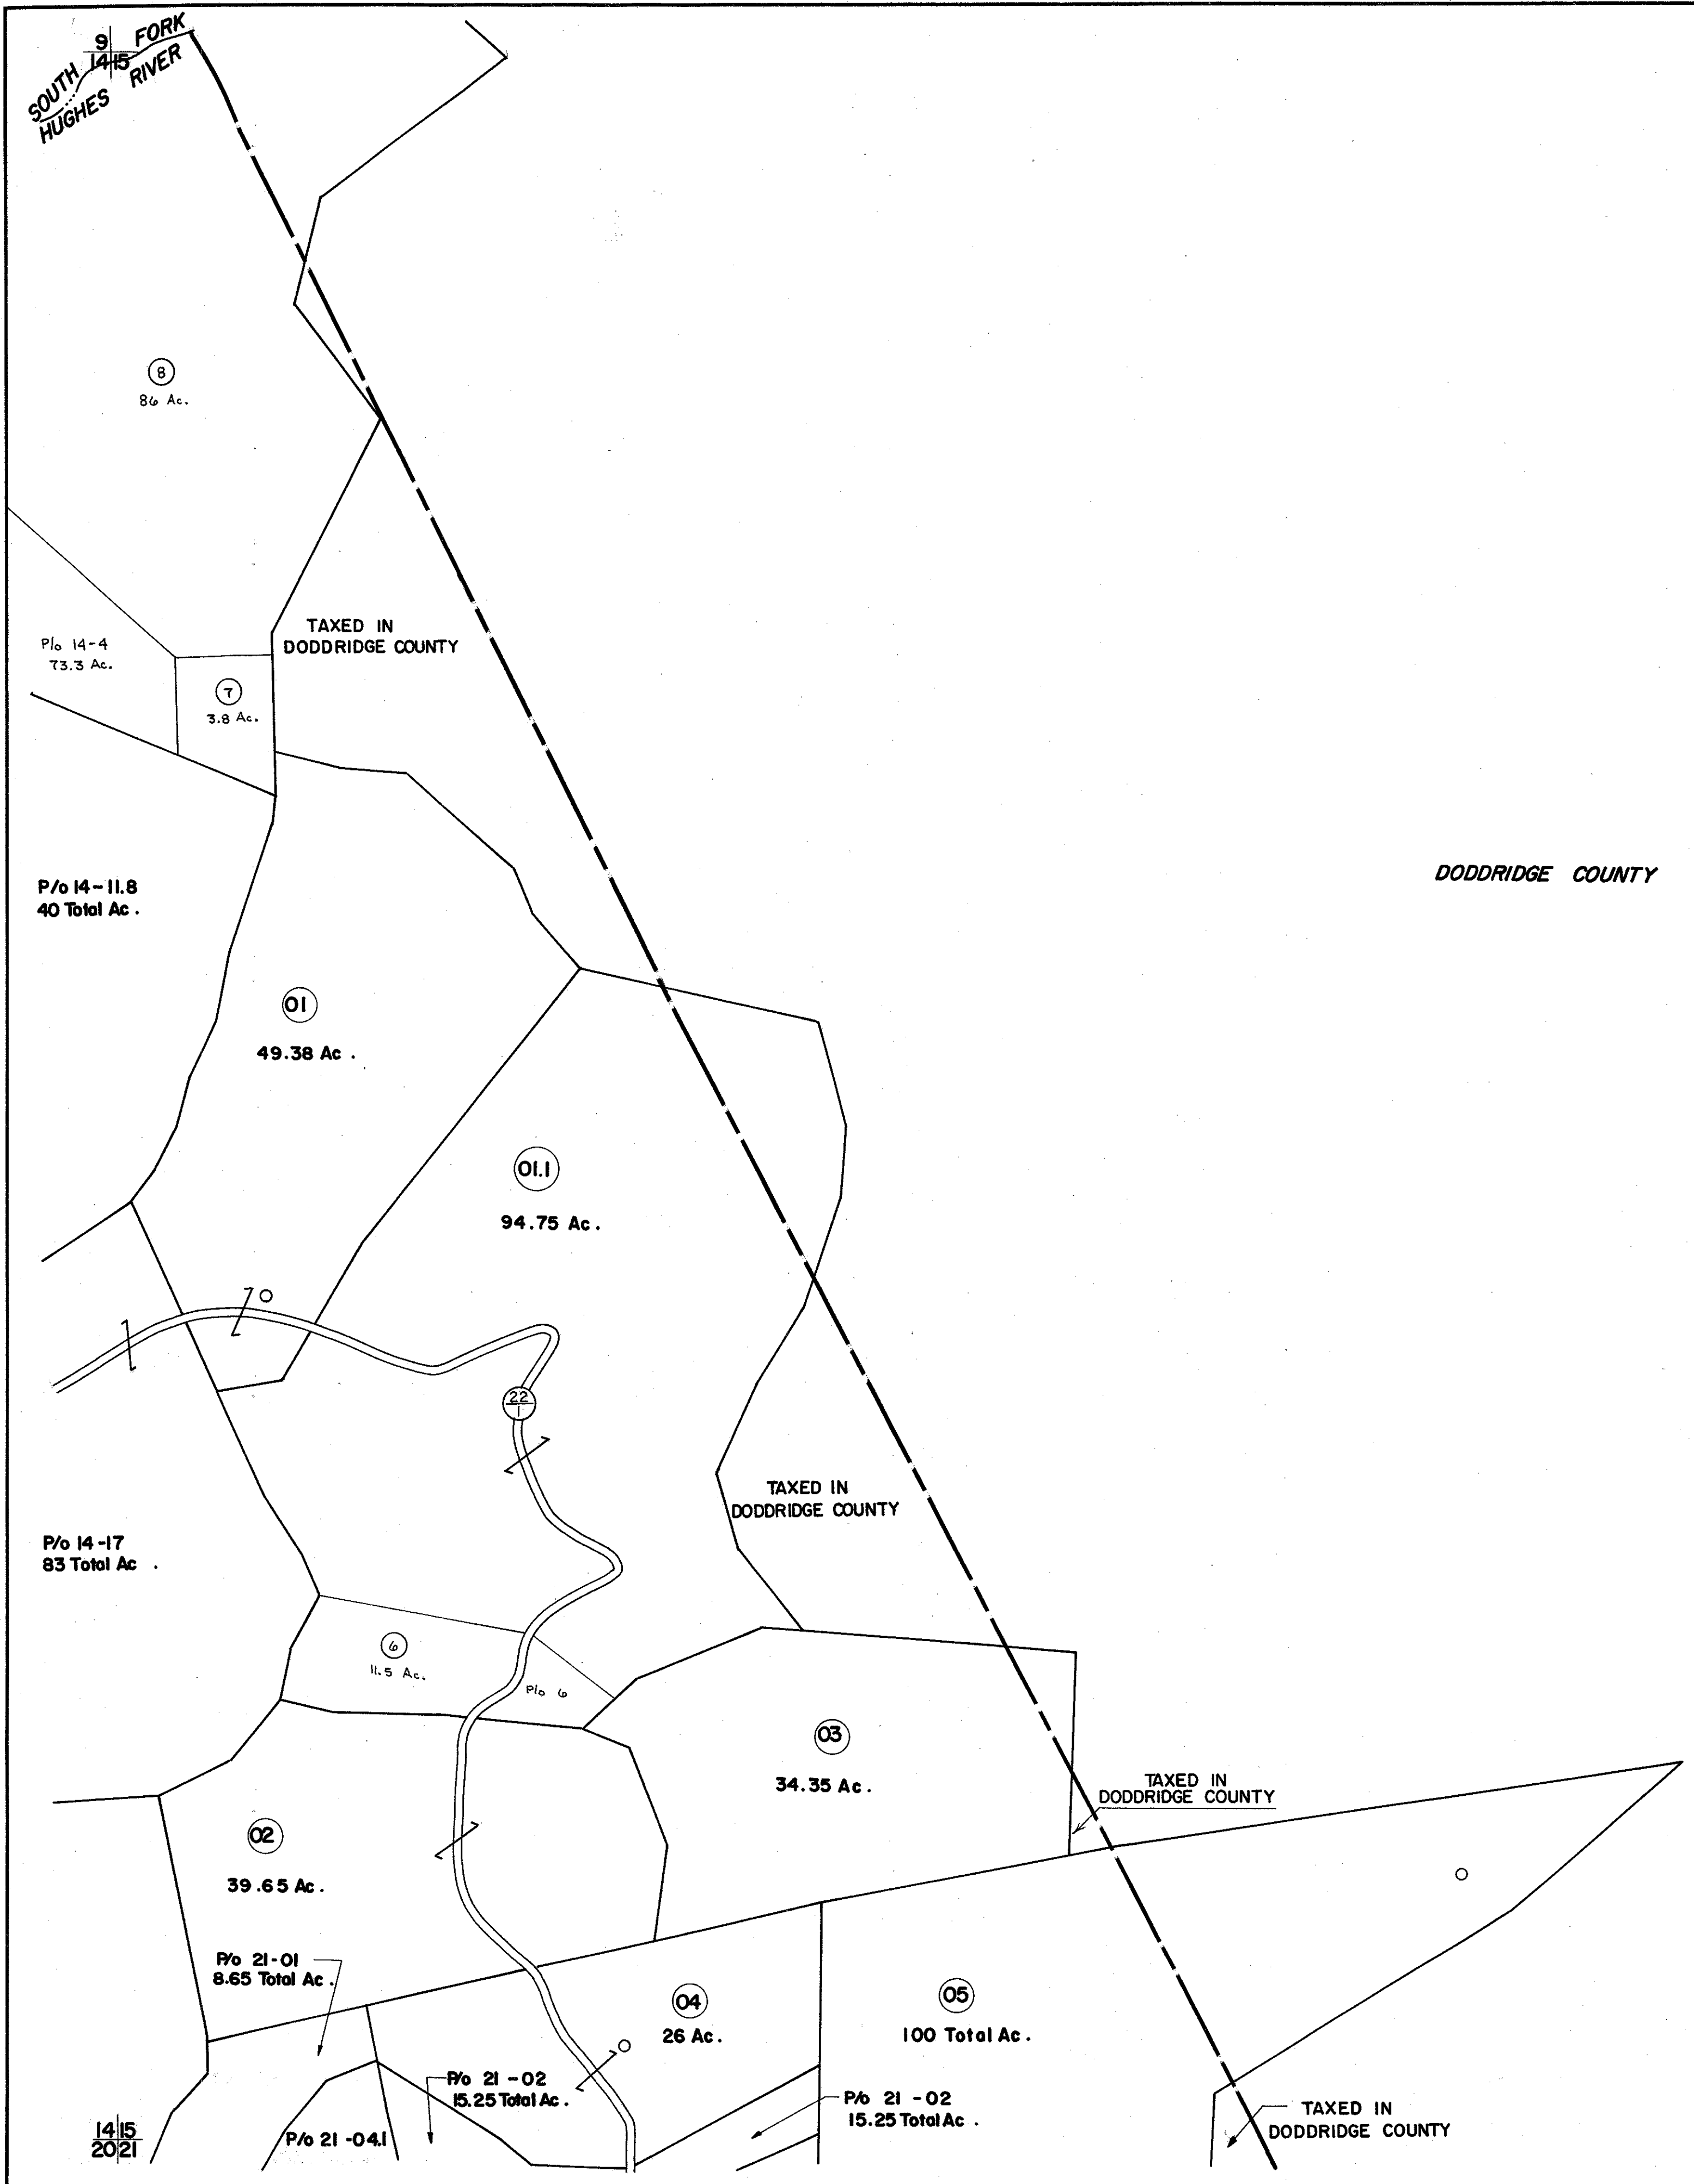 9 FORK
14 15
SOUTH RIVER
HUGHES
8
86 Ac.
TAXED IN
DODDRIDGE COUNTY
P/o 14-4
73.3 Ac.
7
3.8 Ac.
DODDRIDGE COUNTY
P/o 14-11.8
40 Total Ac.
01
49.38 Ac.
01.1
94.75 Ac.
22
1
TAXED IN
DODDRIDGE COUNTY
P/o 14-17
83 Total Ac.
6
11.5 Ac.
P/o 6
03
34.35 Ac.
TAXED IN
DODDRIDGE COUNTY
02
39.65 Ac.
P/o 21-01
8.65 Total Ac.
04
26 Ac.
05
100 Total Ac.
P/o 21-02
15.25 Total Ac.
P/o 21-02
15.25 Total Ac.
TAXED IN
DODDRIDGE COUNTY
14 15
20 21
P/o 21-04.1